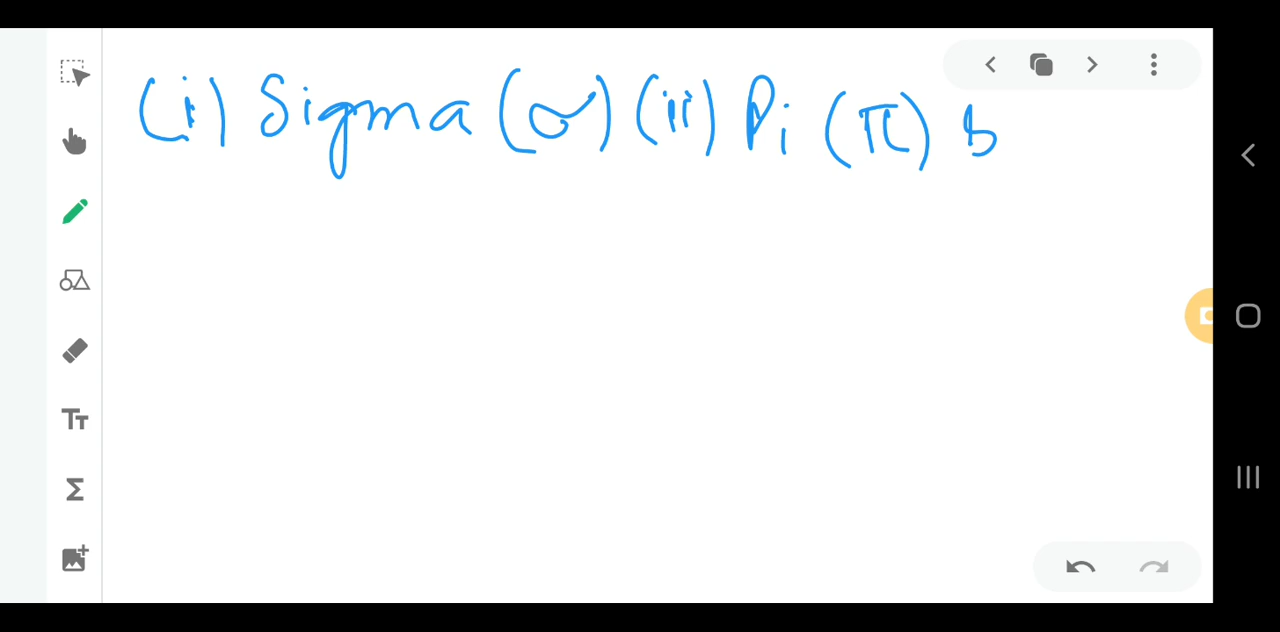 (i) Sigma (σ) (ii) Pi (π) b